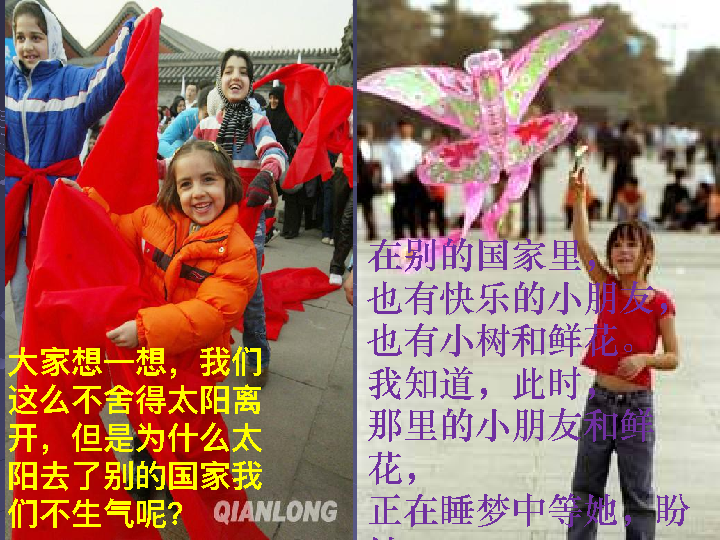 大家想一想，我们
这么不舍得太阳离
开，但是为什么太
阳去了别的国家我
们不生气呢？
QIANLONG
在别的国家里，
也有快乐的小朋友，
也有小树和鲜花。
我知道，此时，
那里的小朋友和鲜
花，
正在睡梦中等她，盼